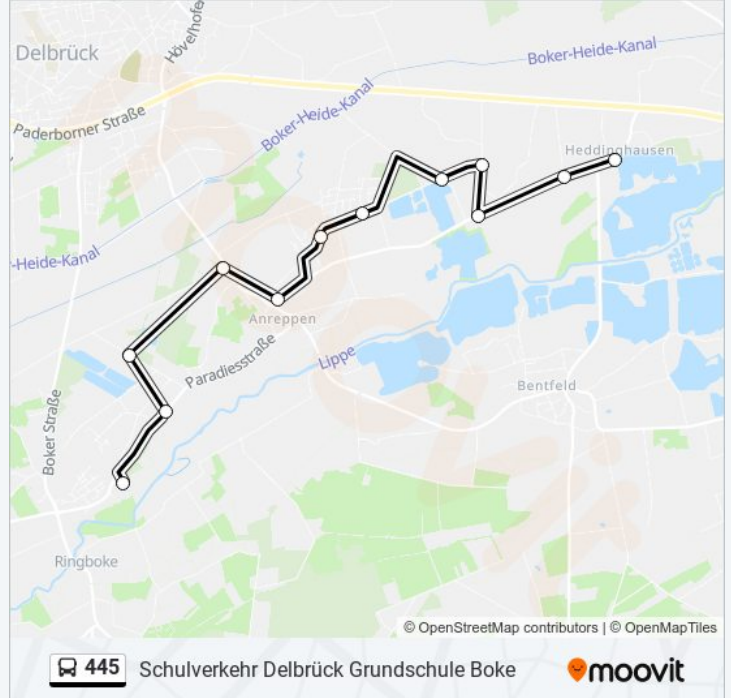 Delbrück
Hövelhofer
Boker-Heide-Kanal
Boker-Heide-Kanal
Paderborner Straße
Heddinghausen
-Heide-Kanal
Anreppen
Paradiesstraße
Lippe
Bentfeld
Boker Straße
Ringboke
© OpenStreetMap contributors | © OpenMapTiles
445 Schulverkehr Delbrück Grundschule Boke
moovit